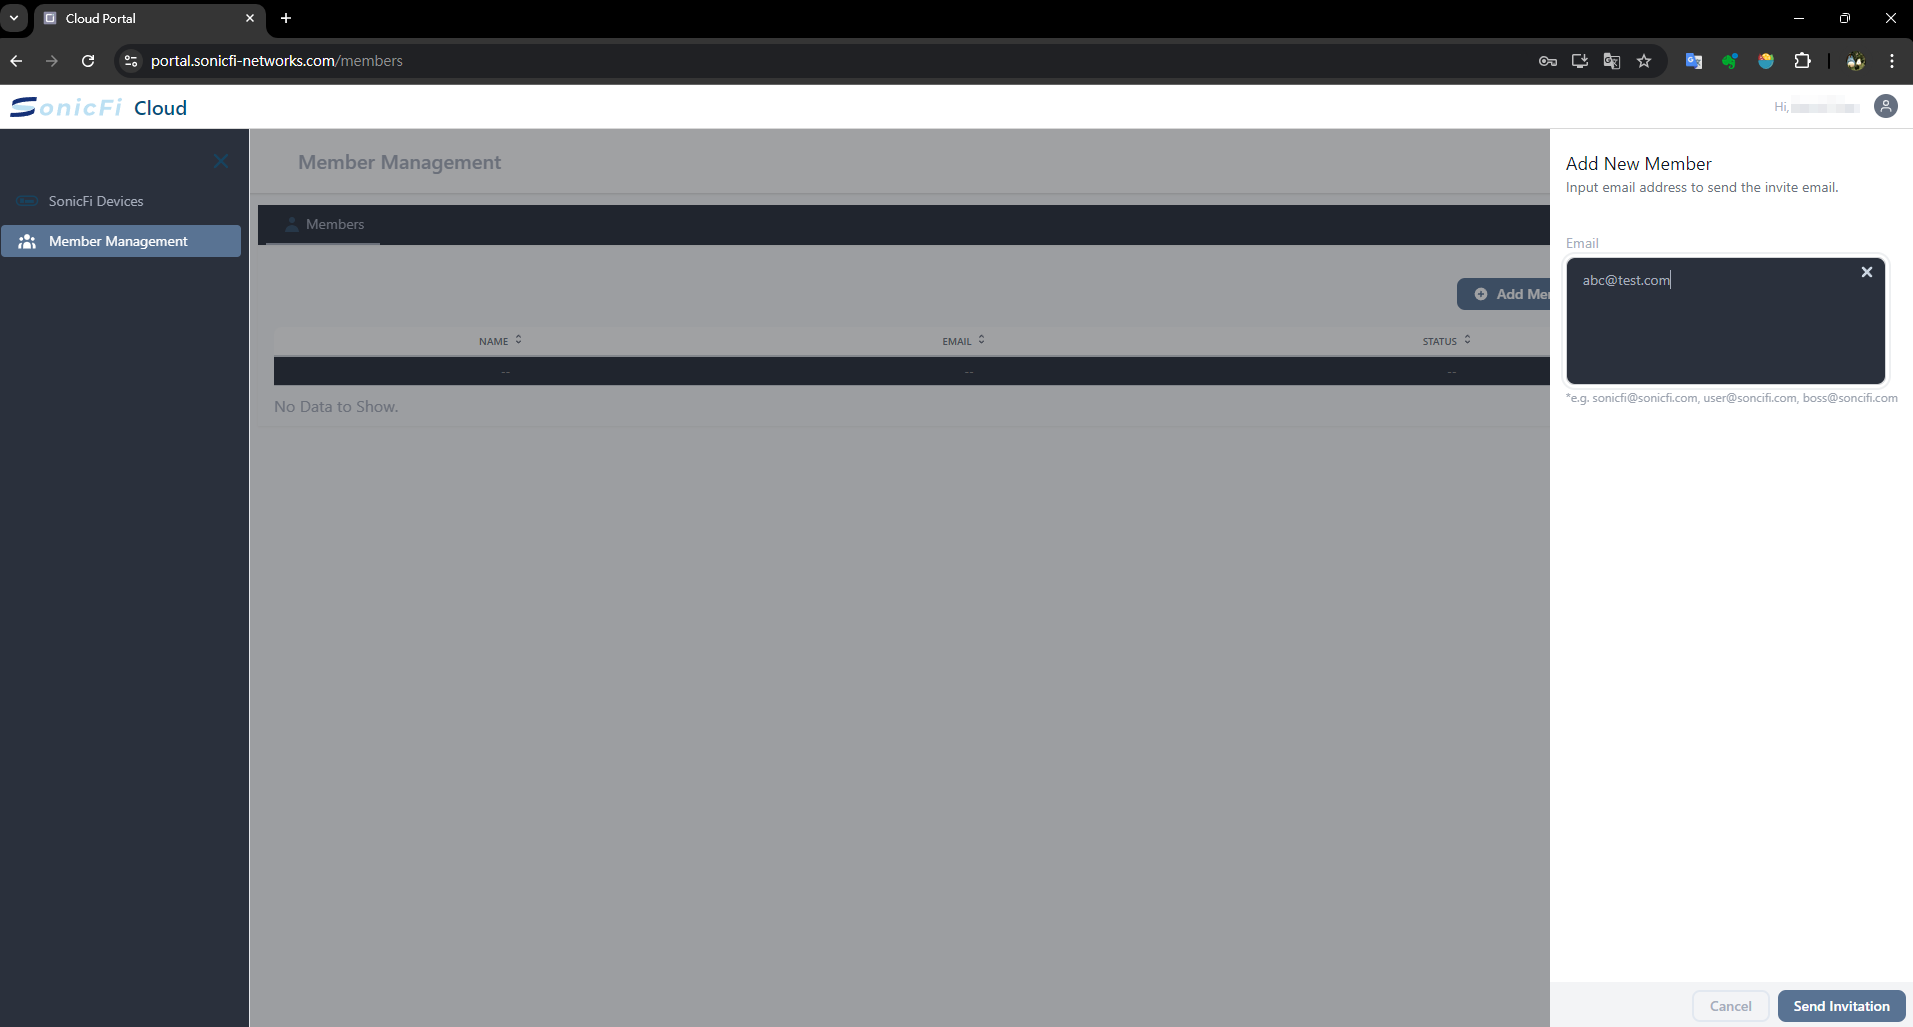 Cloud Portal
portal.sonicfi-networks.com/members
SonicFi Cloud
Hi,
SonicFi Devices
Member Management
Member Management
Members
Add Mem
NAME EMAIL STATUS
-- -- --
No Data to Show.
Add New Member
Input email address to send the invite email.
Email
abc@test.com
*e.g. sonicfi@sonicfi.com, user@soncifi.com, boss@soncifi.com
Cancel Send Invitation